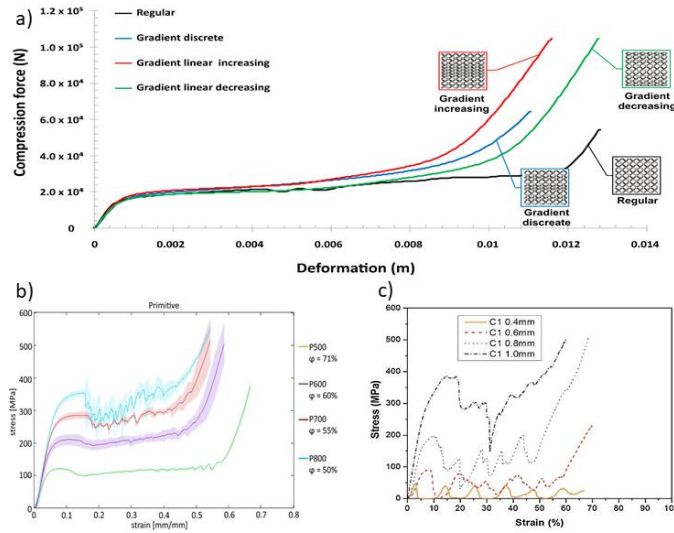 a)
Compression force (N)
1.2 x 10⁵
1.0 x 10⁵
8.0 x 10⁴
6.0 x 10⁴
4.0 x 10⁴
2.0 x 10⁴
0
Regular
Gradient discrete
Gradient linear increasing
Gradient linear decreasing
Gradient
increasing
Gradient
decreasing
Gradient
discreate
Regular
0 0.002 0.004 0.006 0.008 0.01 0.012 0.014
Deformation (m)
b)
Primitive
stress [MPa]
600
500
400
300
200
100
0
0 0.1 0.2 0.3 0.4 0.5 0.6 0.7 0.8
strain [mm/mm]
P500
φ = 71%
P600
φ = 60%
P700
φ = 55%
P800
φ = 50%
c)
Stress (MPa)
600
500
400
300
200
100
0
C1 0.4mm
C1 0.6mm
C1 0.8mm
C1 1.0mm
0 10 20 30 40 50 60 70 80 90 10
Strain (%)